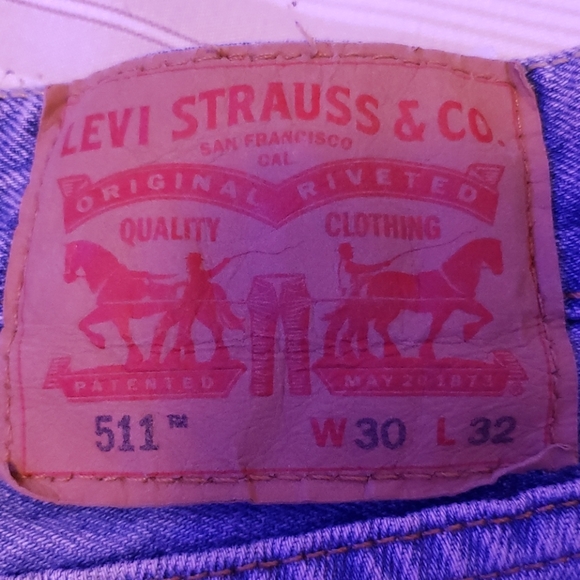 LEVI STRAUSS & CO.
SAN FRANCISCO
CAL
ORIGINAL RIVETED
QUALITY CLOTHING
PATENTED MAY 20 1873 ®
511™ W 30 L 32